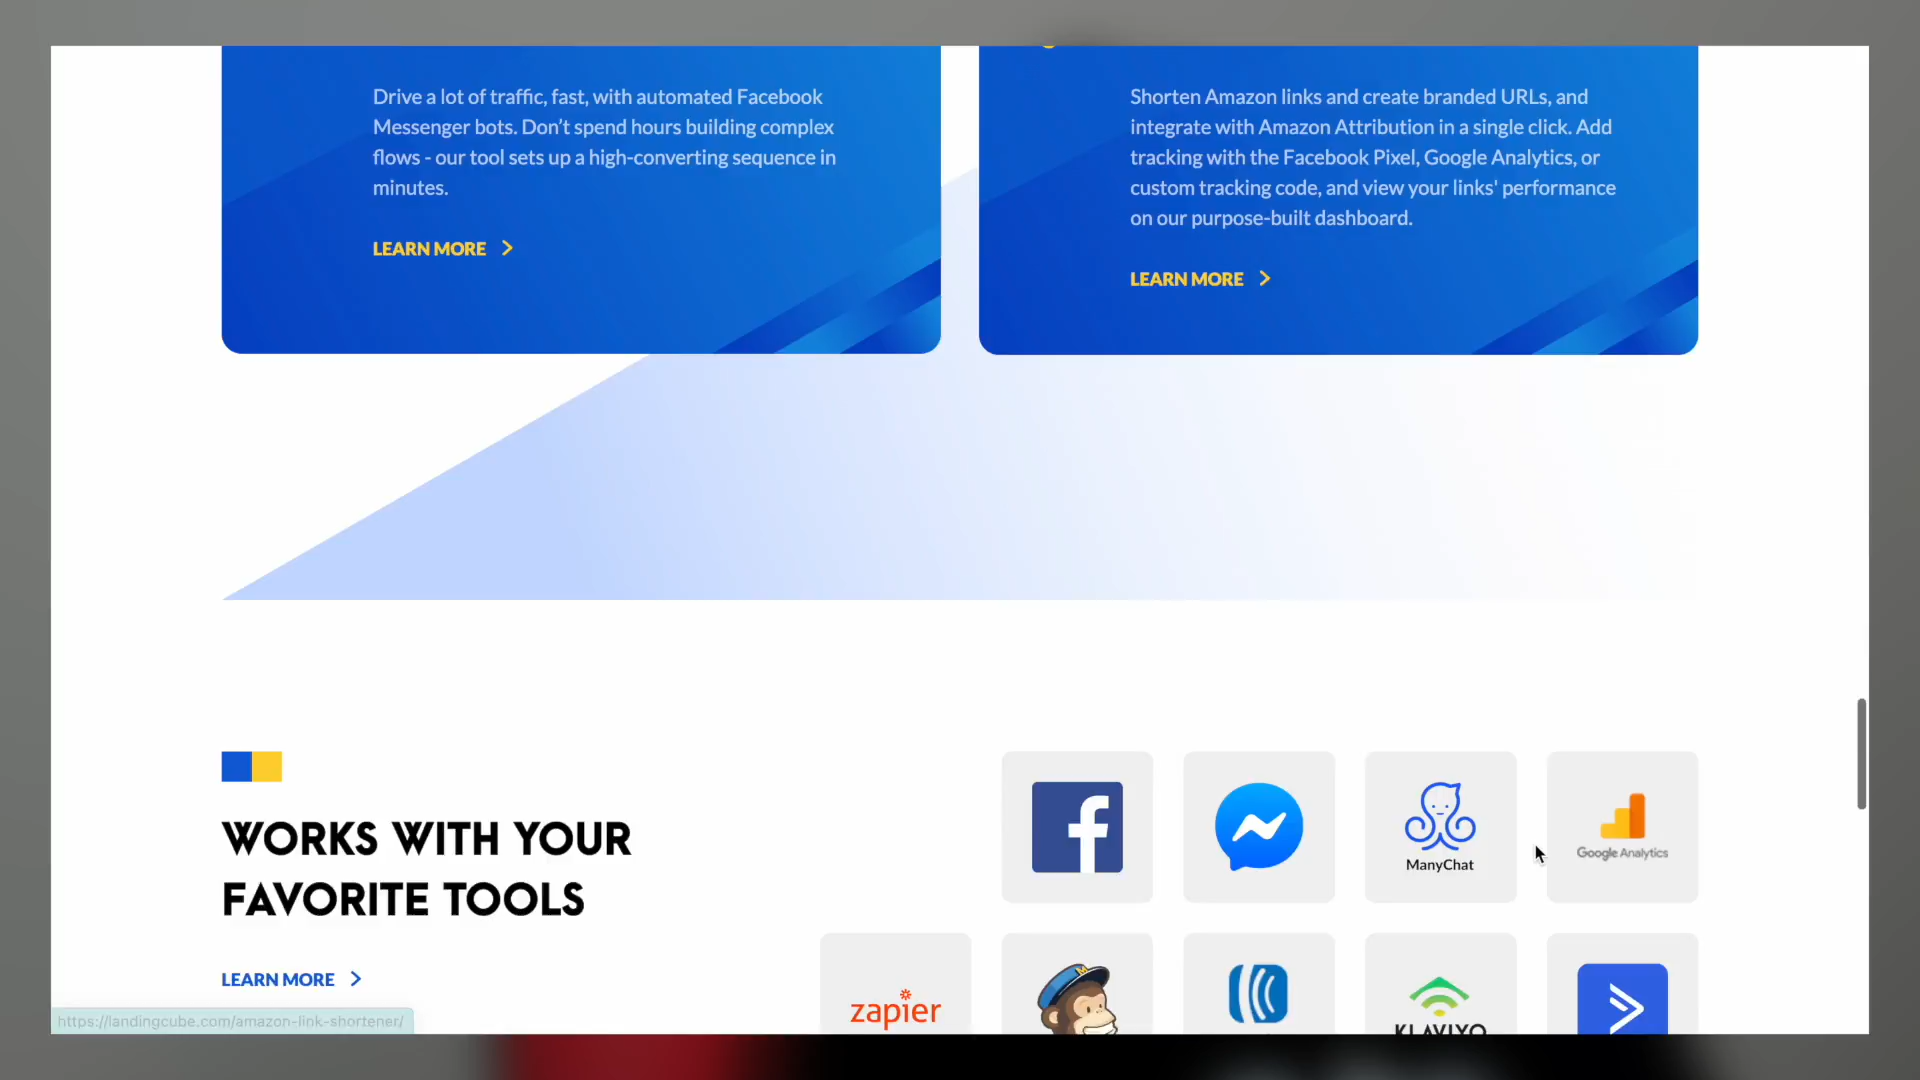 Drive a lot of traffic, fast, with automated Facebook
Messenger bots. Don’t spend hours building complex
flows - our tool sets up a high-converting sequence in
minutes.
LEARN MORE
Shorten Amazon links and create branded URLs, and
integrate with Amazon Attribution in a single click. Add
tracking with the Facebook Pixel, Google Analytics, or
custom tracking code, and view your links' performance
on our purpose-built dashboard.
LEARN MORE
WORKS WITH YOUR
FAVORITE TOOLS
LEARN MORE
ManyChat
Google Analytics
zapier
KLAVIYO
https://landingcube.com/amazon-link-shortener/